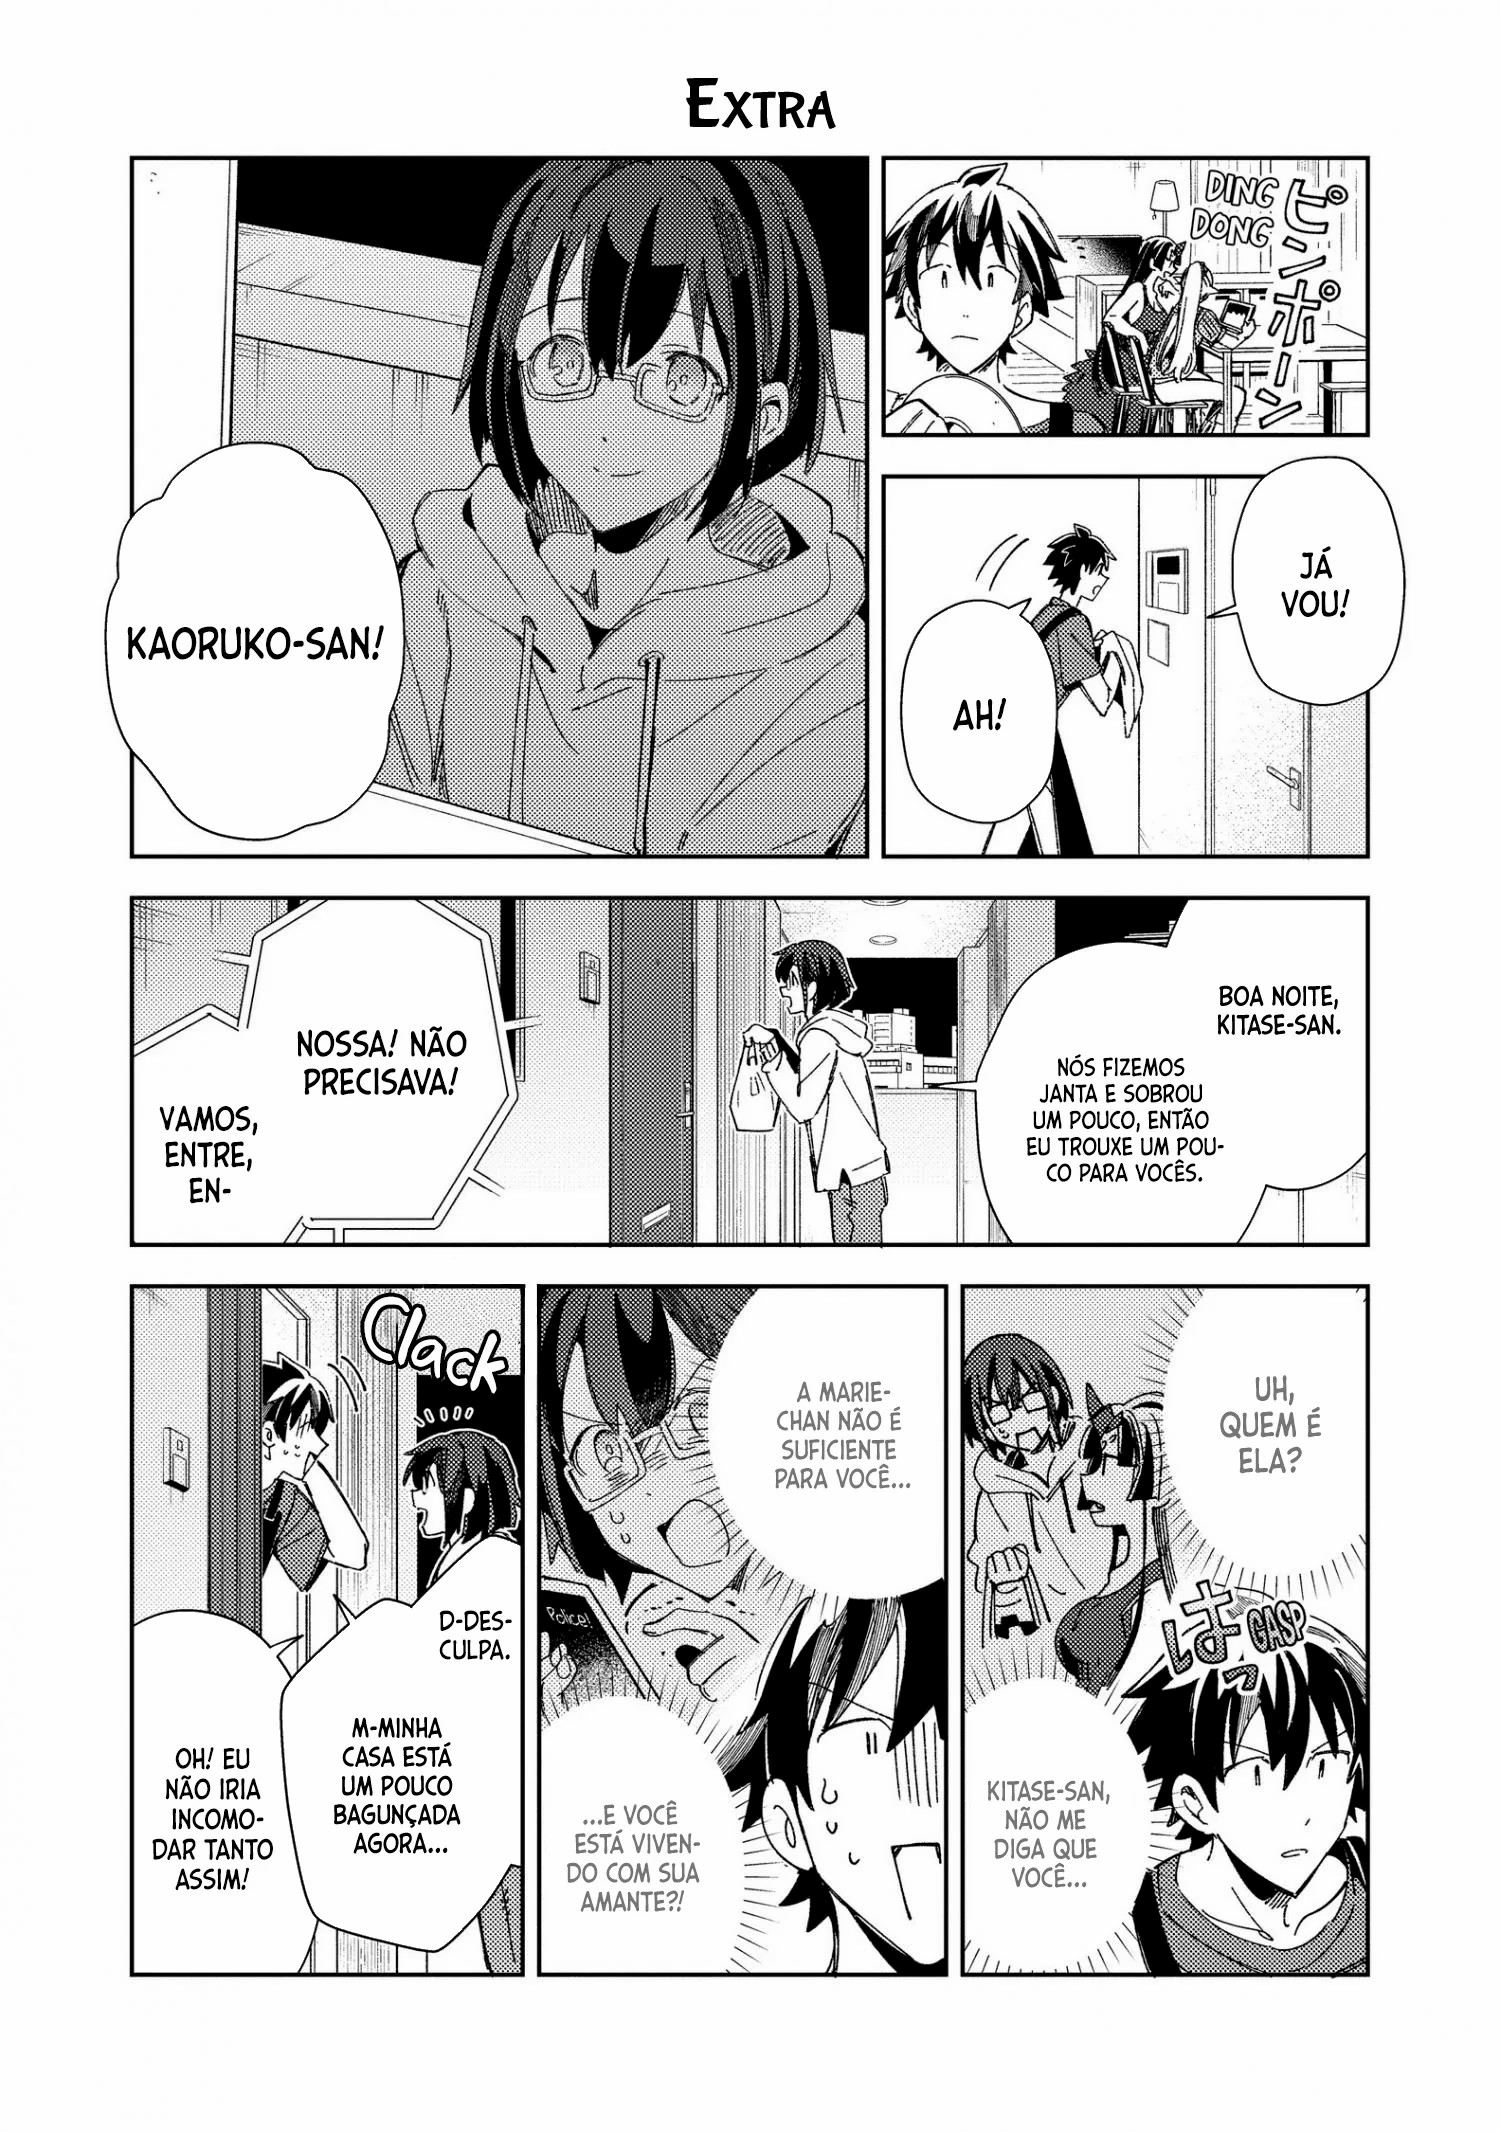 EXTRA
DING
DONG
ピンポーン
JÁ
VOU!
AH!
KAORUKO-SAN!
BOA NOITE,
KITASE-SAN.
NÓS FIZEMOS
JANTA E SOBROU
UM POUCO, ENTÃO
EU TROUXE UM POU-
CO PARA VOCÊS.
NOSSA! NÃO
PRECISAVA!
VAMOS,
ENTRE,
EN-
UH,
QUEM É
ELA?
はっ
GASP
KITASE-SAN,
NÃO ME
DIGA QUE
VOCÊ...
A MARIE-
CHAN NÃO É
SUFICIENTE
PARA VOCÊ...
Police!
...E VOCÊ
ESTÁ VIVEN-
DO COM SUA
AMANTE?!
Clack
D-DES-
CULPA.
M-MINHA
CASA ESTÁ
UM POUCO
BAGUNÇADA
AGORA...
OH! EU
NÃO IRIA
INCOMO-
DAR TANTO
ASSIM!